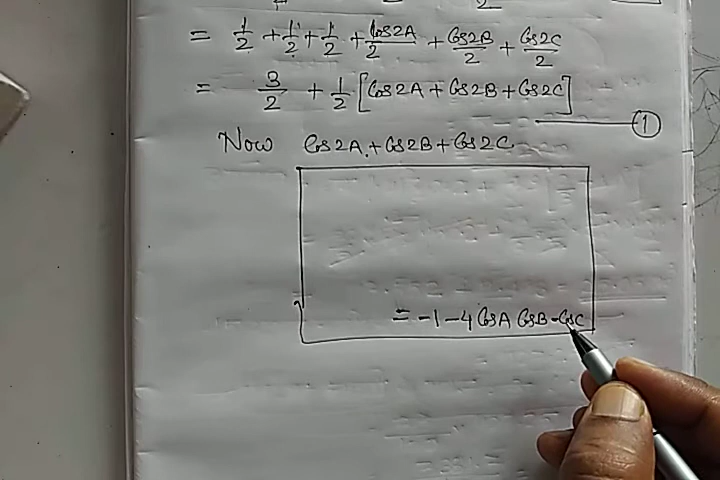 = 1/2 + 1/2 + 1/2 + Cos2A/2 + Cos2B/2 + Cos2C/2
= 3/2 + 1/2 [Cos2A + Cos2B + Cos2C]
①
Now Cos2A + Cos2B + Cos2C
= -1 - 4 CosA CosB - CosC